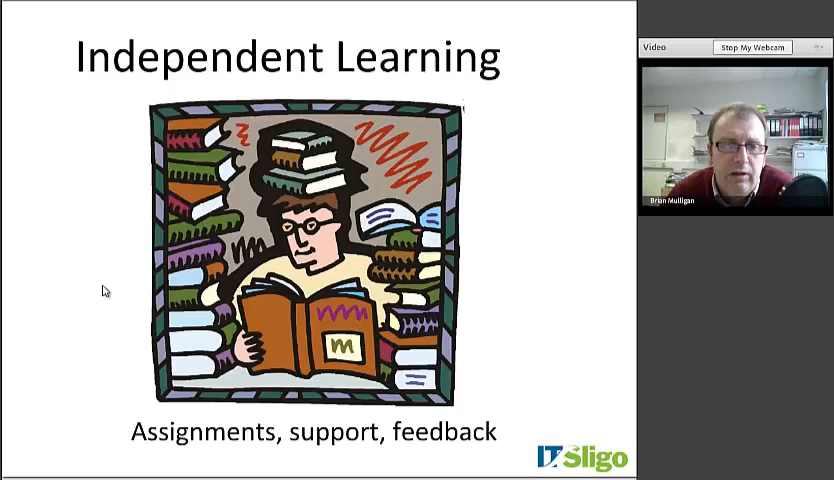 Independent Learning
Assignments, support, feedback
IT Sligo
Video
Stop My Webcam
Brian Mulligan